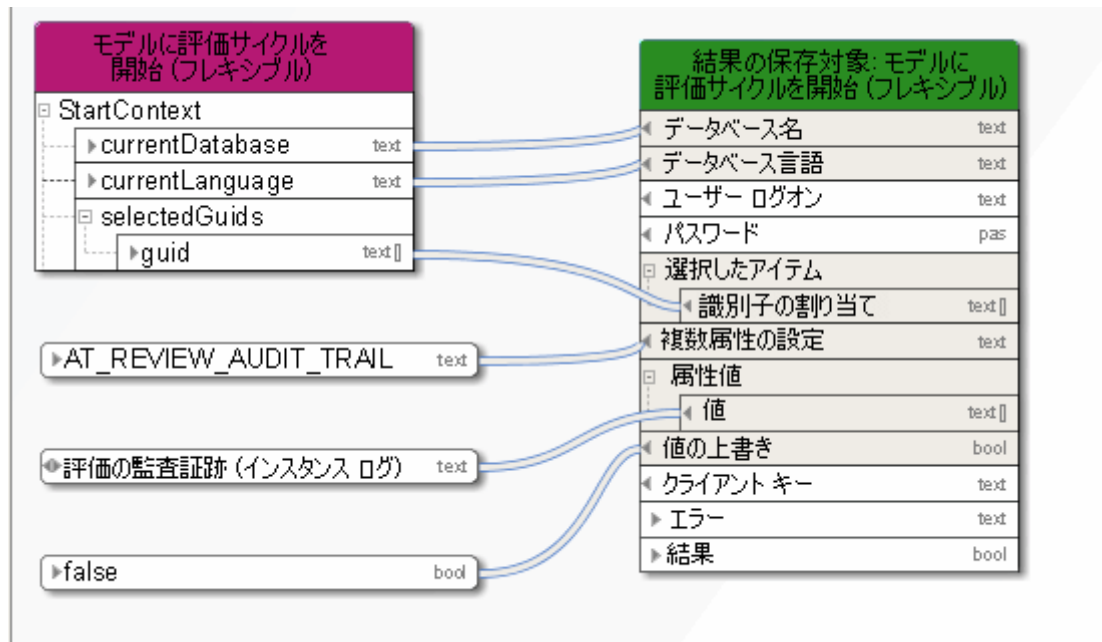 モデルに評価サイクルを
開始 (フレキシブル)
StartContext
currentDatabase text
currentLanguage text
selectedGuids
guid text[]
AT_REVIEW_AUDIT_TRAIL text
評価の監査証跡 (インスタンス ログ) text
false bool
結果の保存対象: モデルに
評価サイクルを開始 (フレキシブル)
データベース名 text
データベース言語 text
ユーザー ログオン text
パスワード pas
選択したアイテム
識別子の割り当て text[]
複数属性の設定 text
属性値
値 text[]
値の上書き bool
クライアント キー text
エラー text
結果 bool